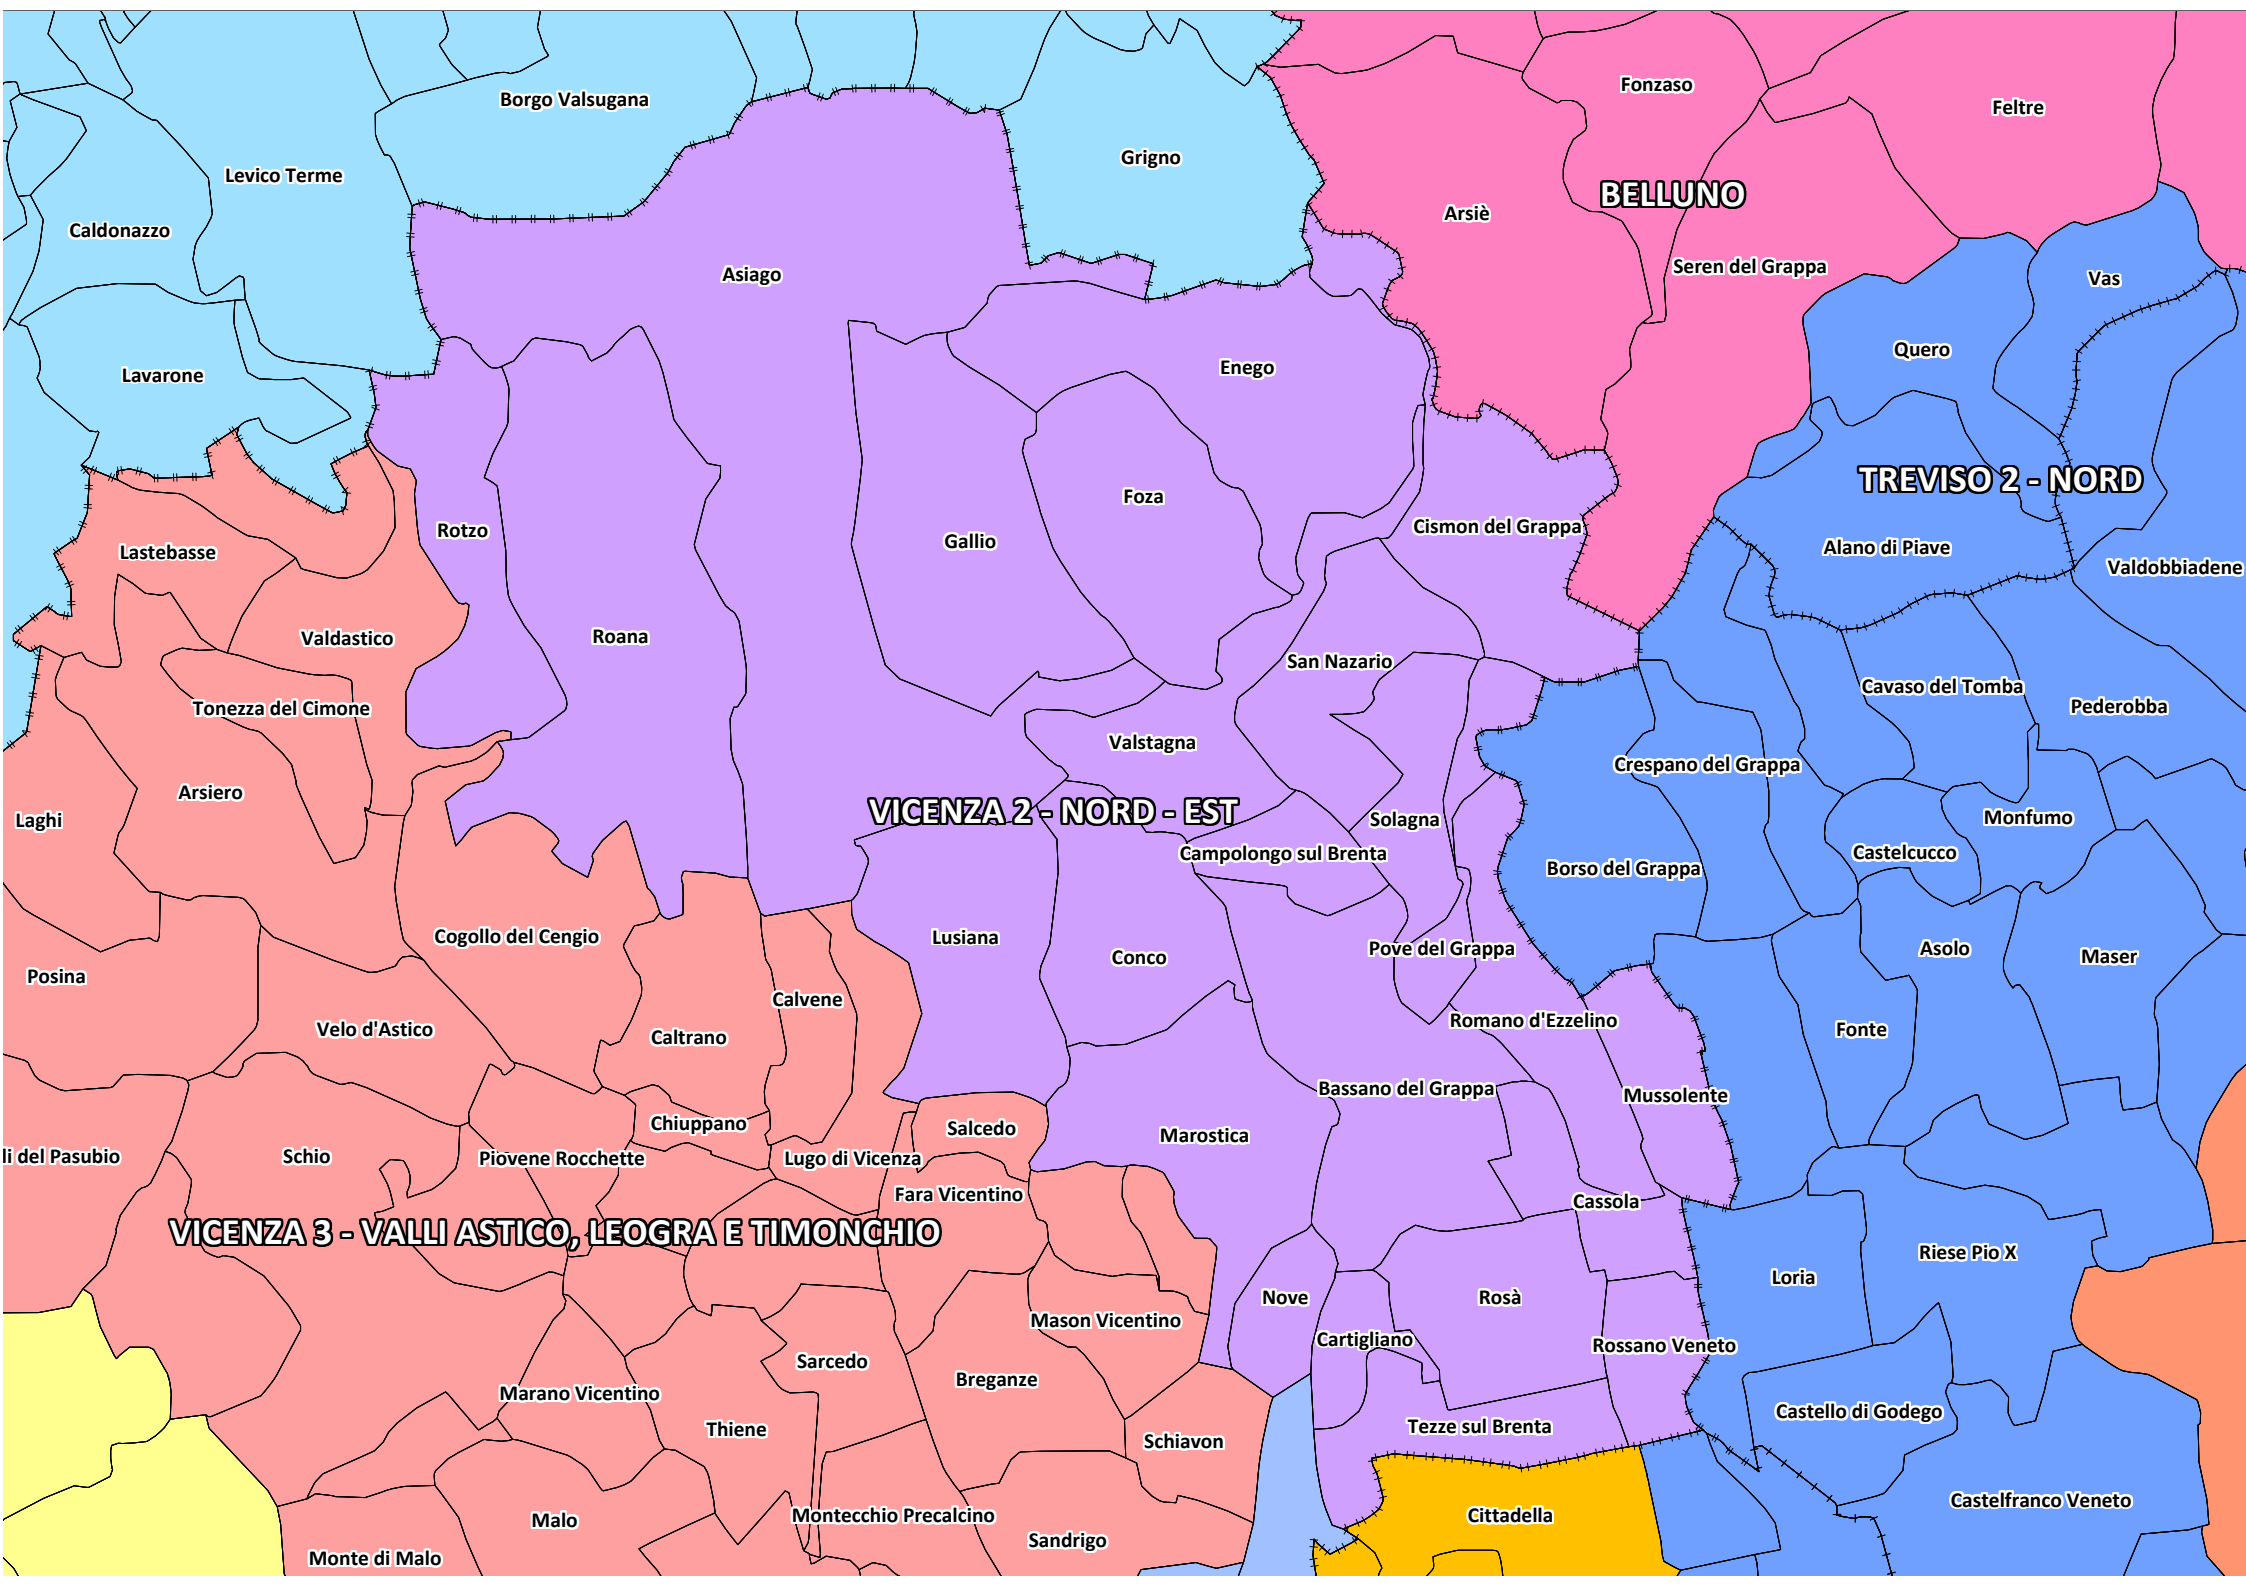 Fonzaso
Borgo Valsugana
Feltre
Grigno
Levico Terme
BELLUNO
Arsiè
Caldonazzo
Seren del Grappa
Asiago
Vas
Quero
Enego
Lavarone
TREVISO 2 - NORD
Foza
Cismon del Grappa
Rotzo
Gallio
Alano di Piave
Lastebasse
Valdobbiadene
Roana
Valdastico
San Nazario
Cavaso del Tomba
Tonezza del Cimone
Pederobba
Valstagna
Crespano del Grappa
Arsiero
VICENZA 2 - NORD - EST
Laghi
Solagna
Monfumo
Campolongo sul Brenta
Castelcucco
Borso del Grappa
Cogollo del Cengio
Lusiana
Pove del Grappa
Asolo
Conco
Maser
Posina
Calvene
Velo d'Astico
Caltrano
Romano d'Ezzelino
Fonte
Bassano del Grappa
Mussolente
Chiuppano
Salcedo
Marostica
li del Pasubio
Schio
Piovene Rocchette
Lugo di Vicenza
Fara Vicentino
Cassola
VICENZA 3 - VALLI ASTICO, LEOGRA E TIMONCHIO
Riese Pio X
Loria
Nove
Rosà
Mason Vicentino
Cartigliano
Rossano Veneto
Sarcedo
Breganze
Marano Vicentino
Castello di Godego
Thiene
Tezze sul Brenta
Schiavon
Castelfranco Veneto
Malo
Montecchio Precalcino
Cittadella
Sandrigo
Monte di Malo